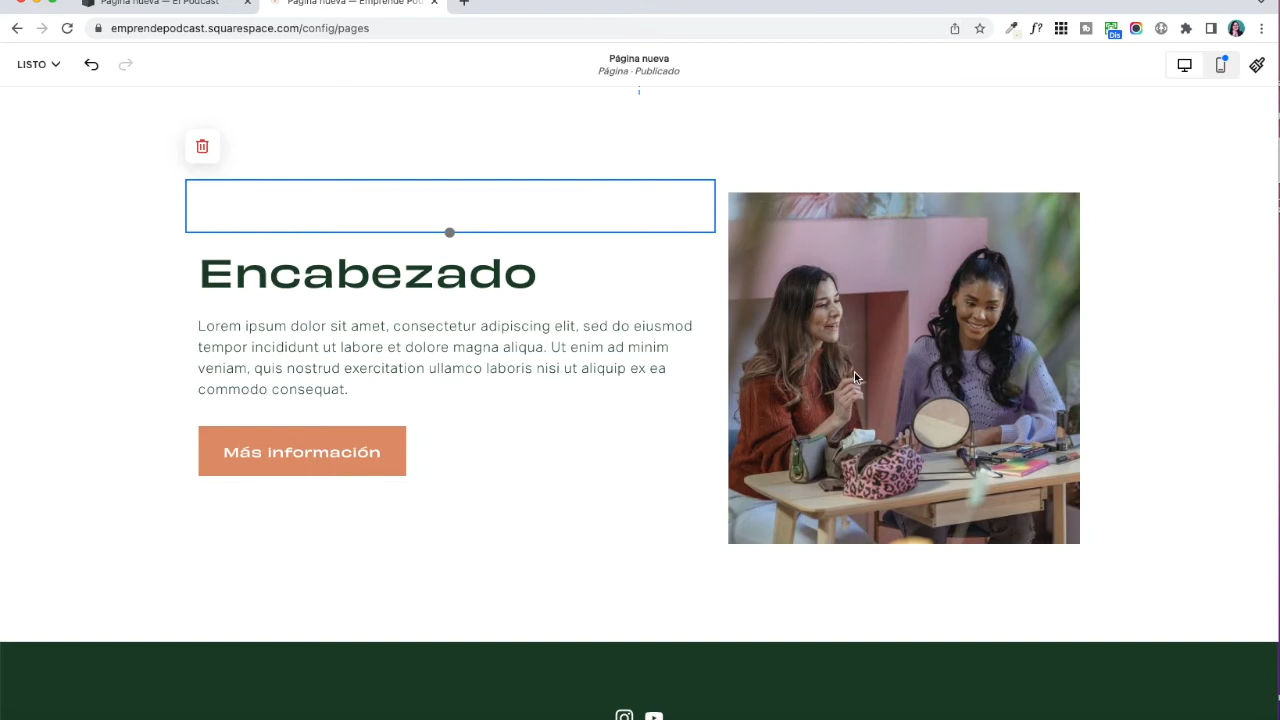 Página nueva — El Podcast
Página nueva — Emprende Po
emprendepodcast.squarespace.com/config/pages
Dis
LISTO
Página nueva
Página · Publicado
Encabezado
Lorem ipsum dolor sit amet, consectetur adipiscing elit, sed do eiusmod
tempor incididunt ut labore et dolore magna aliqua. Ut enim ad minim
veniam, quis nostrud exercitation ullamco laboris nisi ut aliquip ex ea
commodo consequat.
Más información